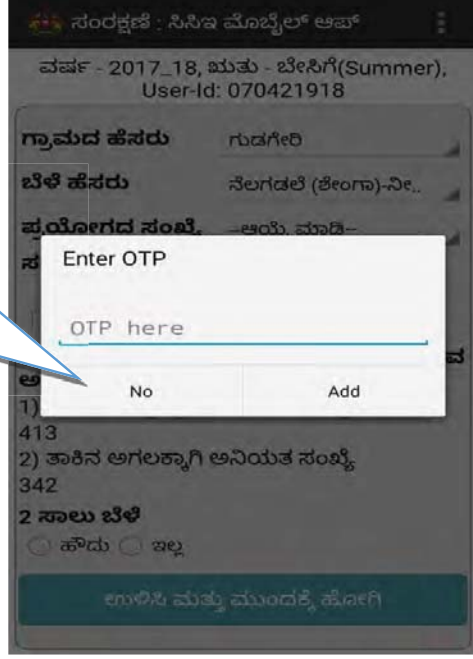 ಸಂರಕ್ಷಣೆ : ಸಿಸಿಇ ಮೊಬೈಲ್ ಆಪ್
ವರ್ಷ - 2017_18, ಋತು - ಬೇಸಿಗೆ(Summer),
User-Id: 070421918
ಗ್ರಾಮದ ಹೆಸರು ಗುಡಗೇರಿ
ಬೆಳೆ ಹೆಸರು ನೆಲಗಡಲೆ (ಶೇಂಗಾ)-ನೀ..
ಪ್ರಯೋಗದ ಸಂಖ್ಯೆ --ಆಯ್ಕೆ ಮಾಡಿ--
Enter OTP
OTP here
No Add
1)
413
2) ತಾಕಿನ ಅಗಲಕ್ಕಾಗಿ ಅನಿಯತ ಸಂಖ್ಯೆ
342
2 ಸಾಲು ಬೆಳೆ
ಹೌದು ಇಲ್ಲ
ಉಳಿಸಿ ಮತ್ತು ಮುಂದಕ್ಕೆ ಹೋಗಿ